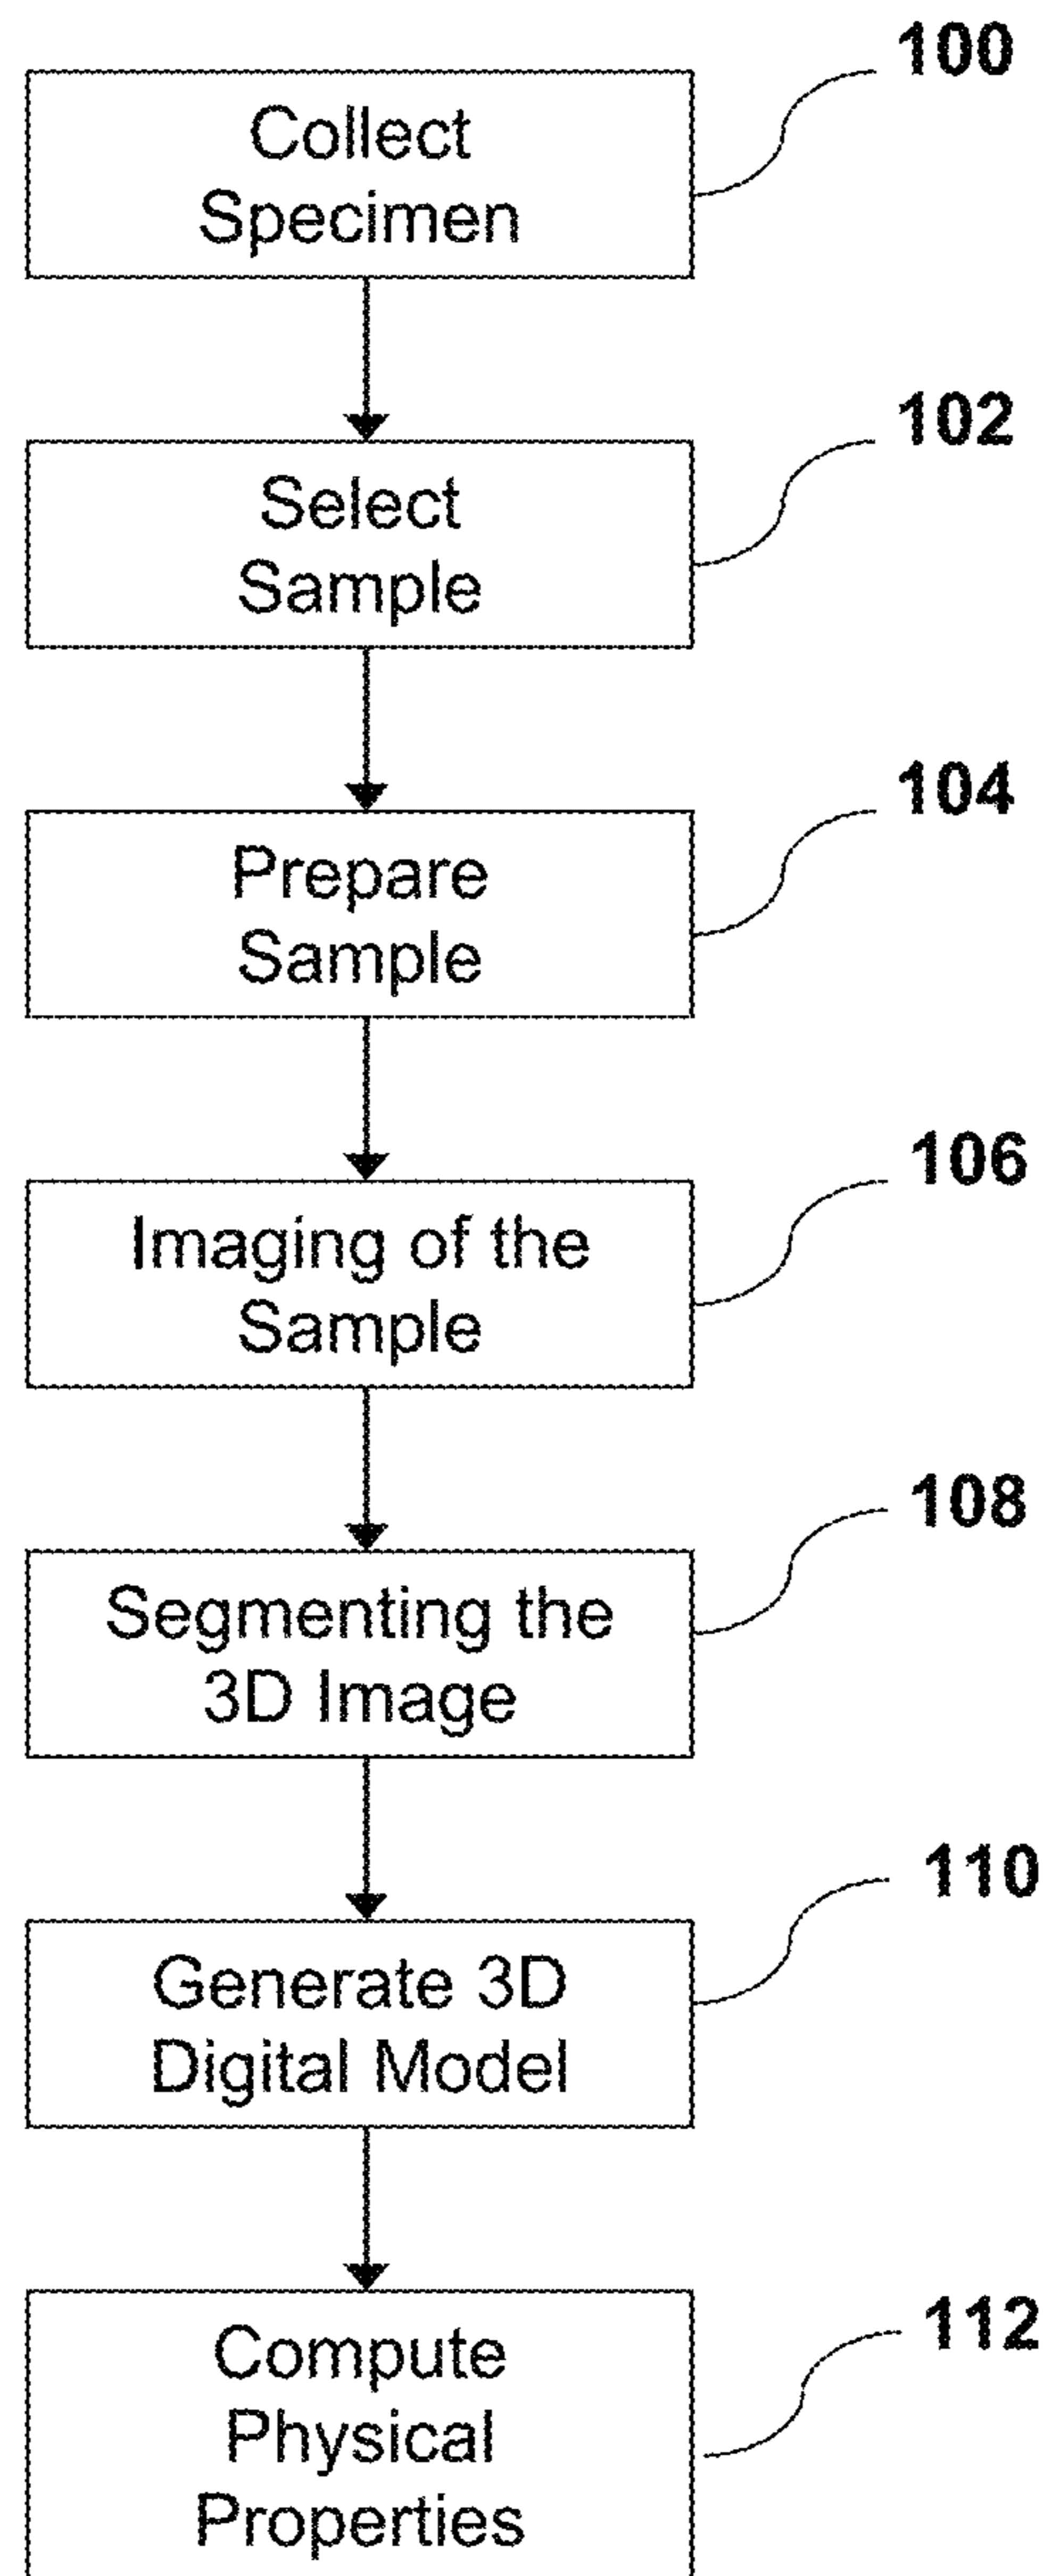 100
Collect
Specimen
102
Select
Sample
104
Prepare
Sample
106
Imaging of the
Sample
108
Segmenting the
3D Image
110
Generate 3D
Digital Model
112
Compute
Physical
Properties